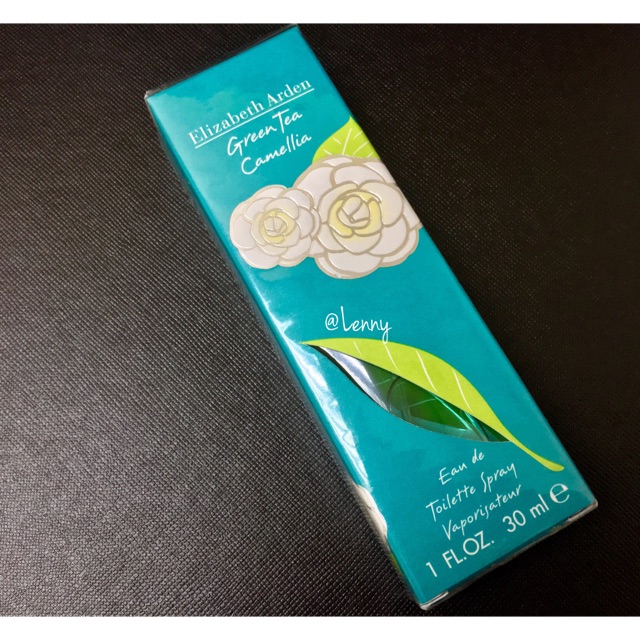 Elizabeth Arden
Green Tea
Camellia
@Lenny
Eau de
Toilette Spray
Vaporisateur
1 FL.OZ. 30 ml ℮